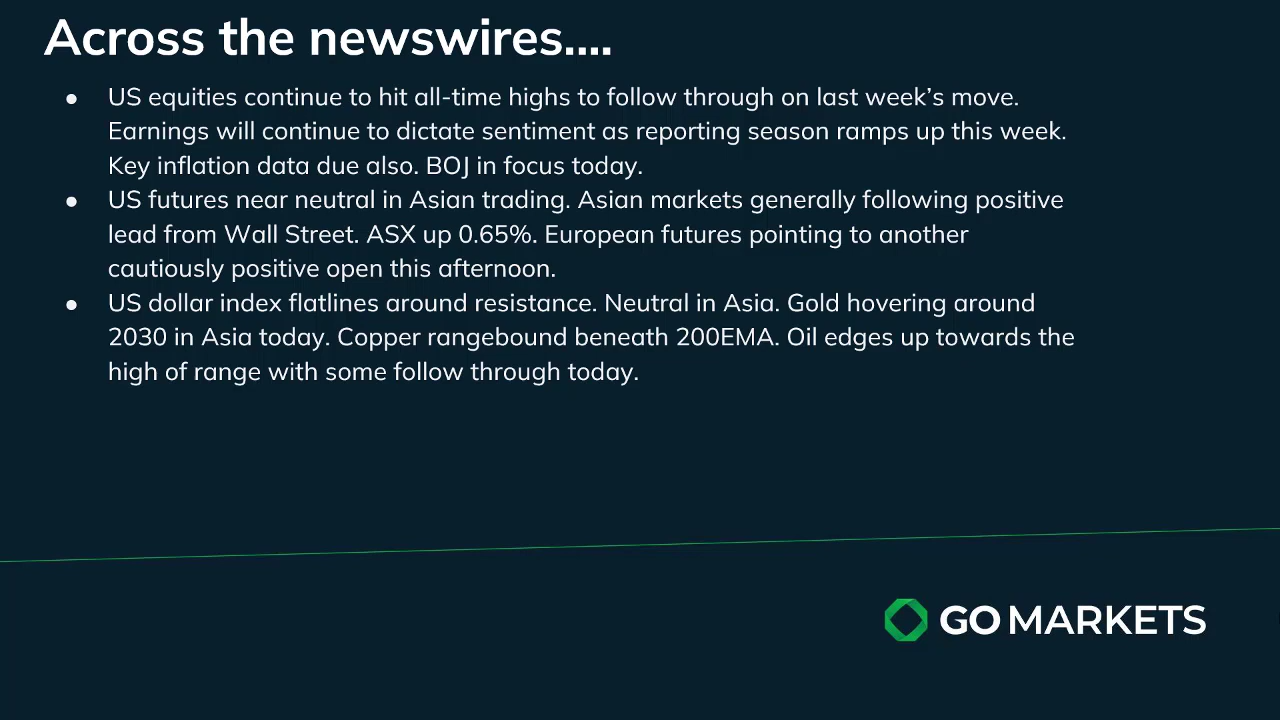 Across the newswires....
● US equities continue to hit all-time highs to follow through on last week’s move.
Earnings will continue to dictate sentiment as reporting season ramps up this week.
Key inflation data due also. BOJ in focus today.
● US futures near neutral in Asian trading. Asian markets generally following positive
lead from Wall Street. ASX up 0.65%. European futures pointing to another
cautiously positive open this afternoon.
● US dollar index flatlines around resistance. Neutral in Asia. Gold hovering around
2030 in Asia today. Copper rangebound beneath 200EMA. Oil edges up towards the
high of range with some follow through today.
GO MARKETS